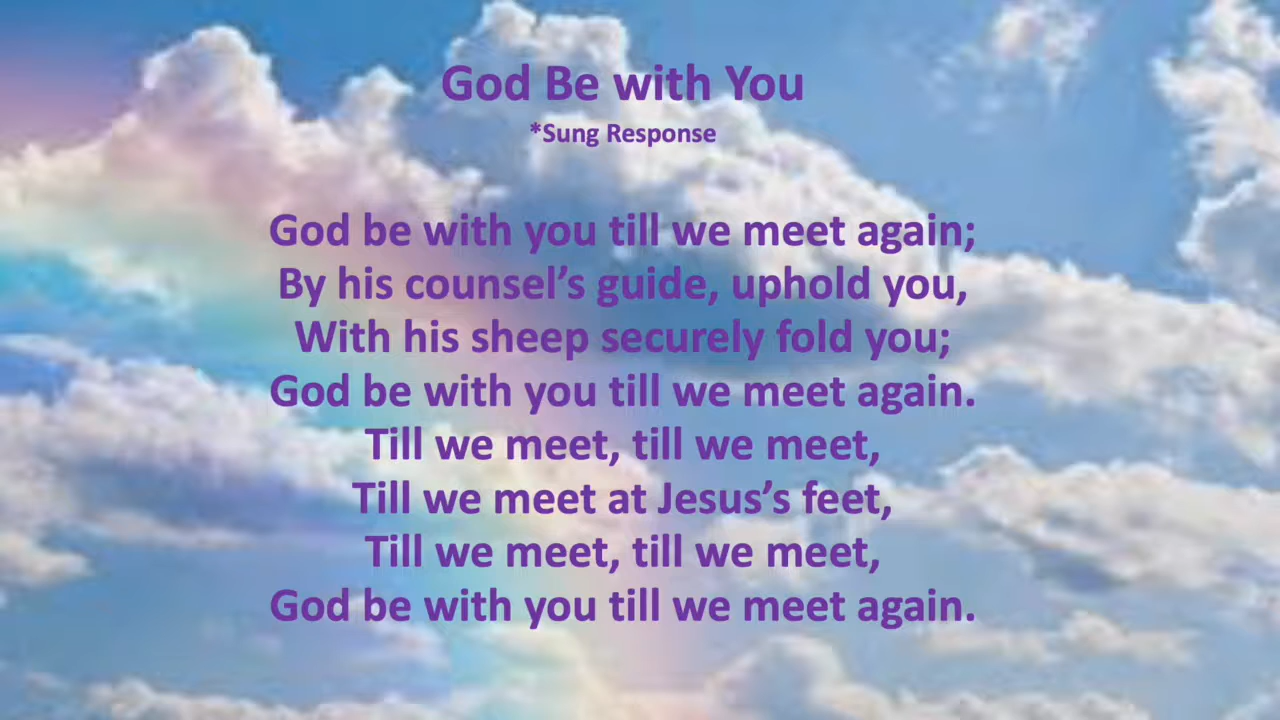 God Be with You
*Sung Response
God be with you till we meet again;
By his counsel’s guide, uphold you,
With his sheep securely fold you;
God be with you till we meet again.
Till we meet, till we meet,
Till we meet at Jesus’s feet,
Till we meet, till we meet,
God be with you till we meet again.